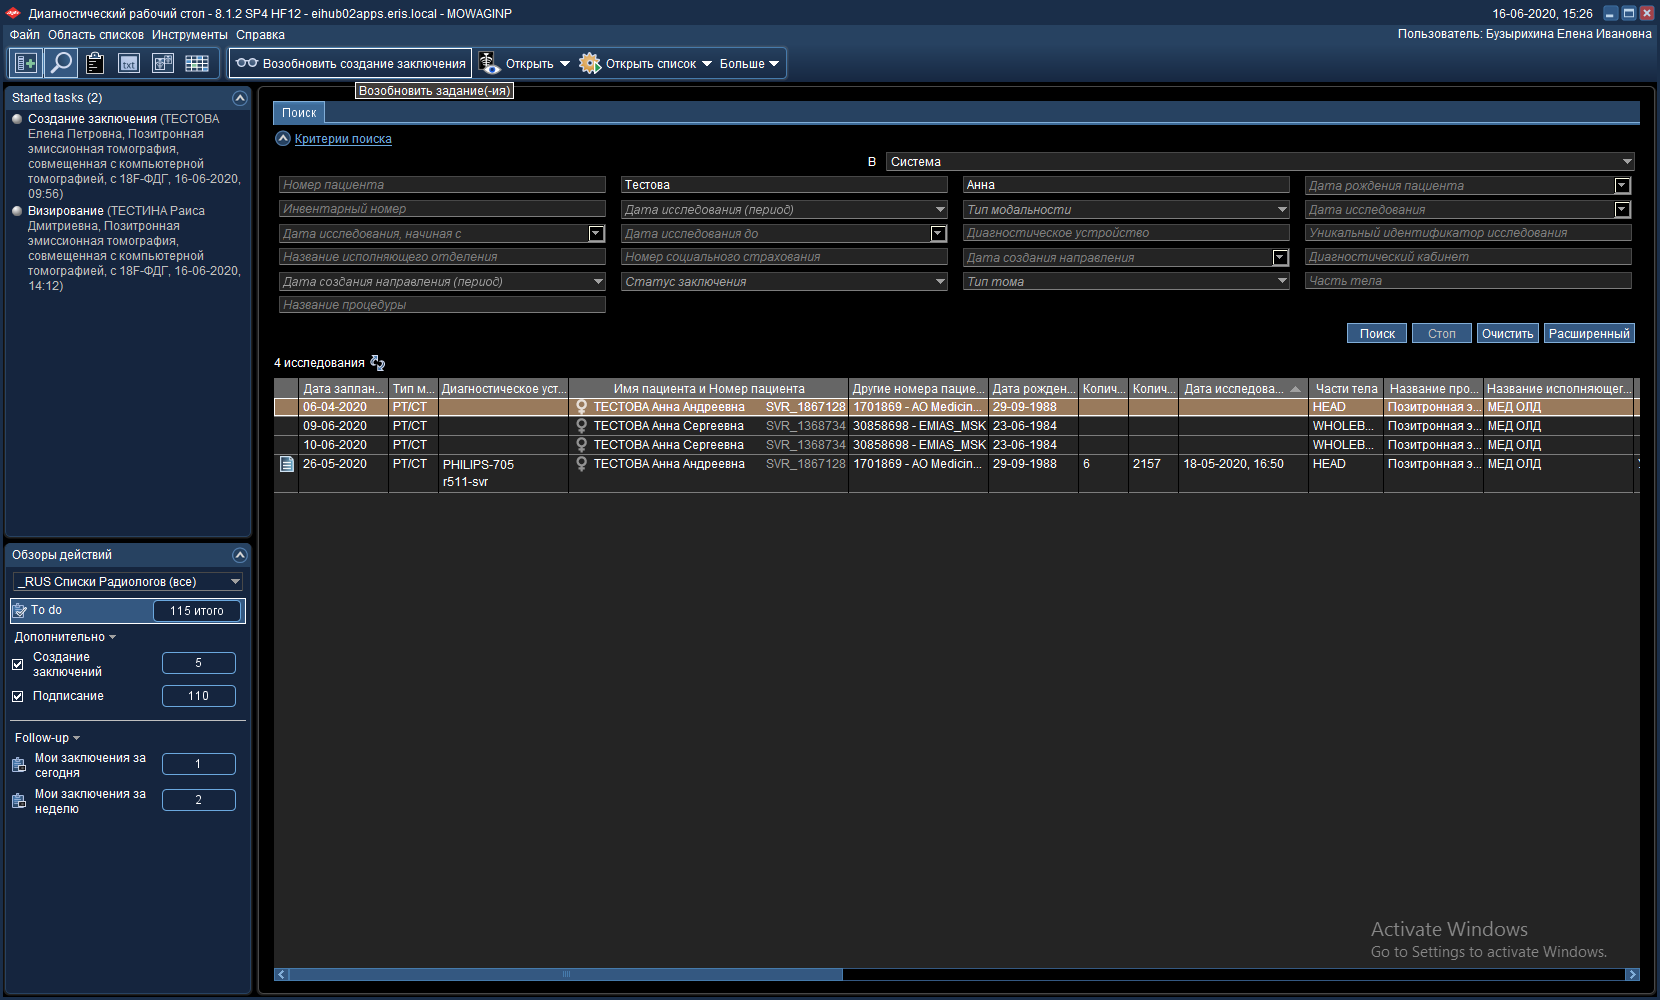 Диагностический рабочий стол - 8.1.2 SP4 HF12 - eihub02apps.eris.local - MOWAGINP
16-06-2020, 15:26
Файл Область списков Инструменты Справка
Пользователь: Бузырихина Елена Ивановна
txt
Возобновить создание заключения
Открыть
Открыть список
Больше
Возобновить задание(-ия)
Started tasks (2)
Создание заключения (ТЕСТОВА
Елена Петровна, Позитронная
эмиссионная томография,
совмещенная с компьютерной
томографией, с 18F-ФДГ, 16-06-2020,
09:56)
Визирование (ТЕСТИНА Раиса
Дмитриевна, Позитронная
эмиссионная томография,
совмещенная с компьютерной
томографией, с 18F-ФДГ, 16-06-2020,
14:12)
Обзоры действий
_RUS Списки Радиологов (все)
To do 115 итого
Дополнительно
Создание
заключений
5
Подписание 110
Follow-up
Мои заключения за
сегодня
1
Мои заключения за
неделю
2
Поиск
Критерии поиска
В Система
Номер пациента Тестова Анна Дата рождения пациента
Инвентарный номер Дата исследования (период) Тип модальности Дата исследования
Дата исследования, начиная с Дата исследования до Диагностическое устройство Уникальный идентификатор исследования
Название исполняющего отделения Номер социального страхования Дата создания направления Диагностический кабинет
Дата создания направления (период) Статус заключения Тип тома Часть тела
Название процедуры
Поиск Стоп Очистить Расширенный
4 исследования
Дата заплан... Тип м... Диагностическое уст... Имя пациента и Номер пациента Другие номера пацие... Дата рожден... Колич... Колич... Дата исследова... Части тела Название про... Название исполняющег...
06-04-2020 PT/CT ТЕСТОВА Анна Андреевна SVR_1867128 1701869 - АО Medicin... 29-09-1988 HEAD Позитронная э... МЕД ОЛД
09-06-2020 PT/CT ТЕСТОВА Анна Сергеевна SVR_1368734 30858698 - EMIAS_MSK 23-06-1984 WHOLEB... Позитронная э... МЕД ОЛД
10-06-2020 PT/CT ТЕСТОВА Анна Сергеевна SVR_1368734 30858698 - EMIAS_MSK 23-06-1984 WHOLEB... Позитронная э... МЕД ОЛД
26-05-2020 PT/CT PHILIPS-705 ТЕСТОВА Анна Андреевна SVR_1867128 1701869 - АО Medicin... 29-09-1988 6 2157 18-05-2020, 16:50 HEAD Позитронная э... МЕД ОЛД
r511-svr
Activate Windows
Go to Settings to activate Windows.